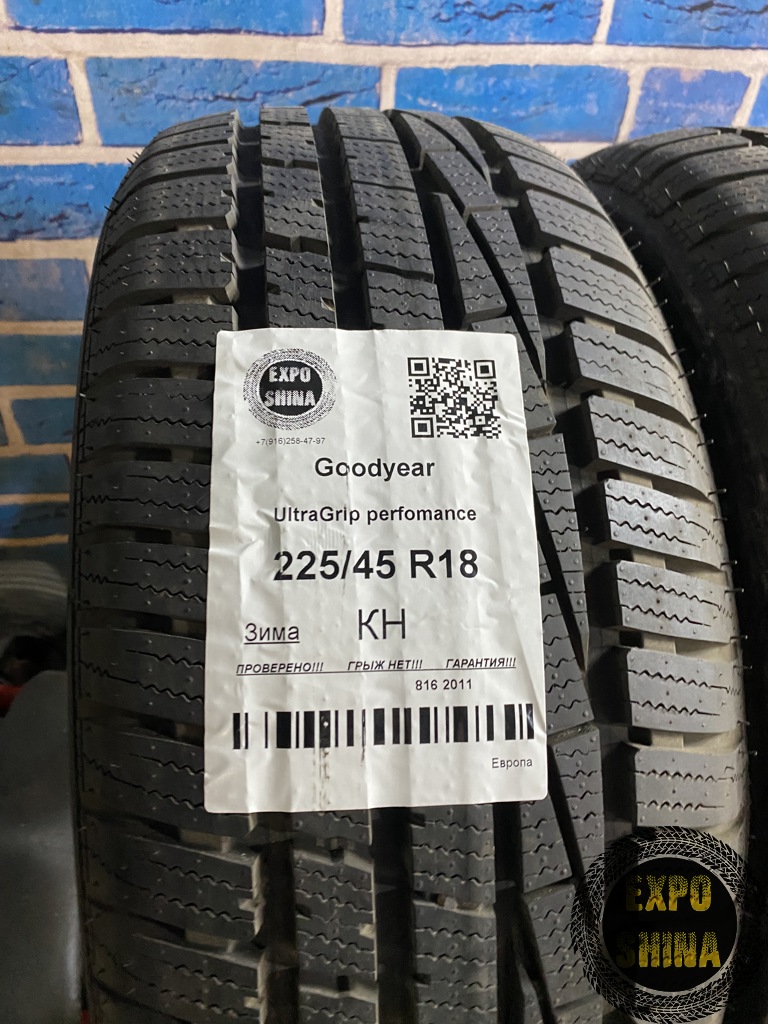 EXPO
SHINA
+7(916)258-47-97
Goodyear
UltraGrip perfomance
225/45 R18
Зима КН
ПРОВЕРЕНО!!! ГРЫЖ НЕТ!!! ГАРАНТИЯ!!!
816 2011
Европа
EXPO
SHINA